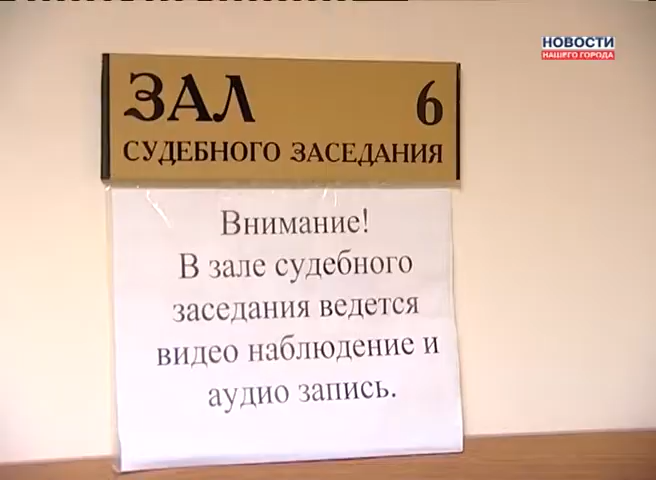 НОВОСТИ
НАШЕГО ГОРОДА
ЗАЛ 6
СУДЕБНОГО ЗАСЕДАНИЯ
Внимание!
В зале судебного
заседания ведется
видео наблюдение и
аудио запись.